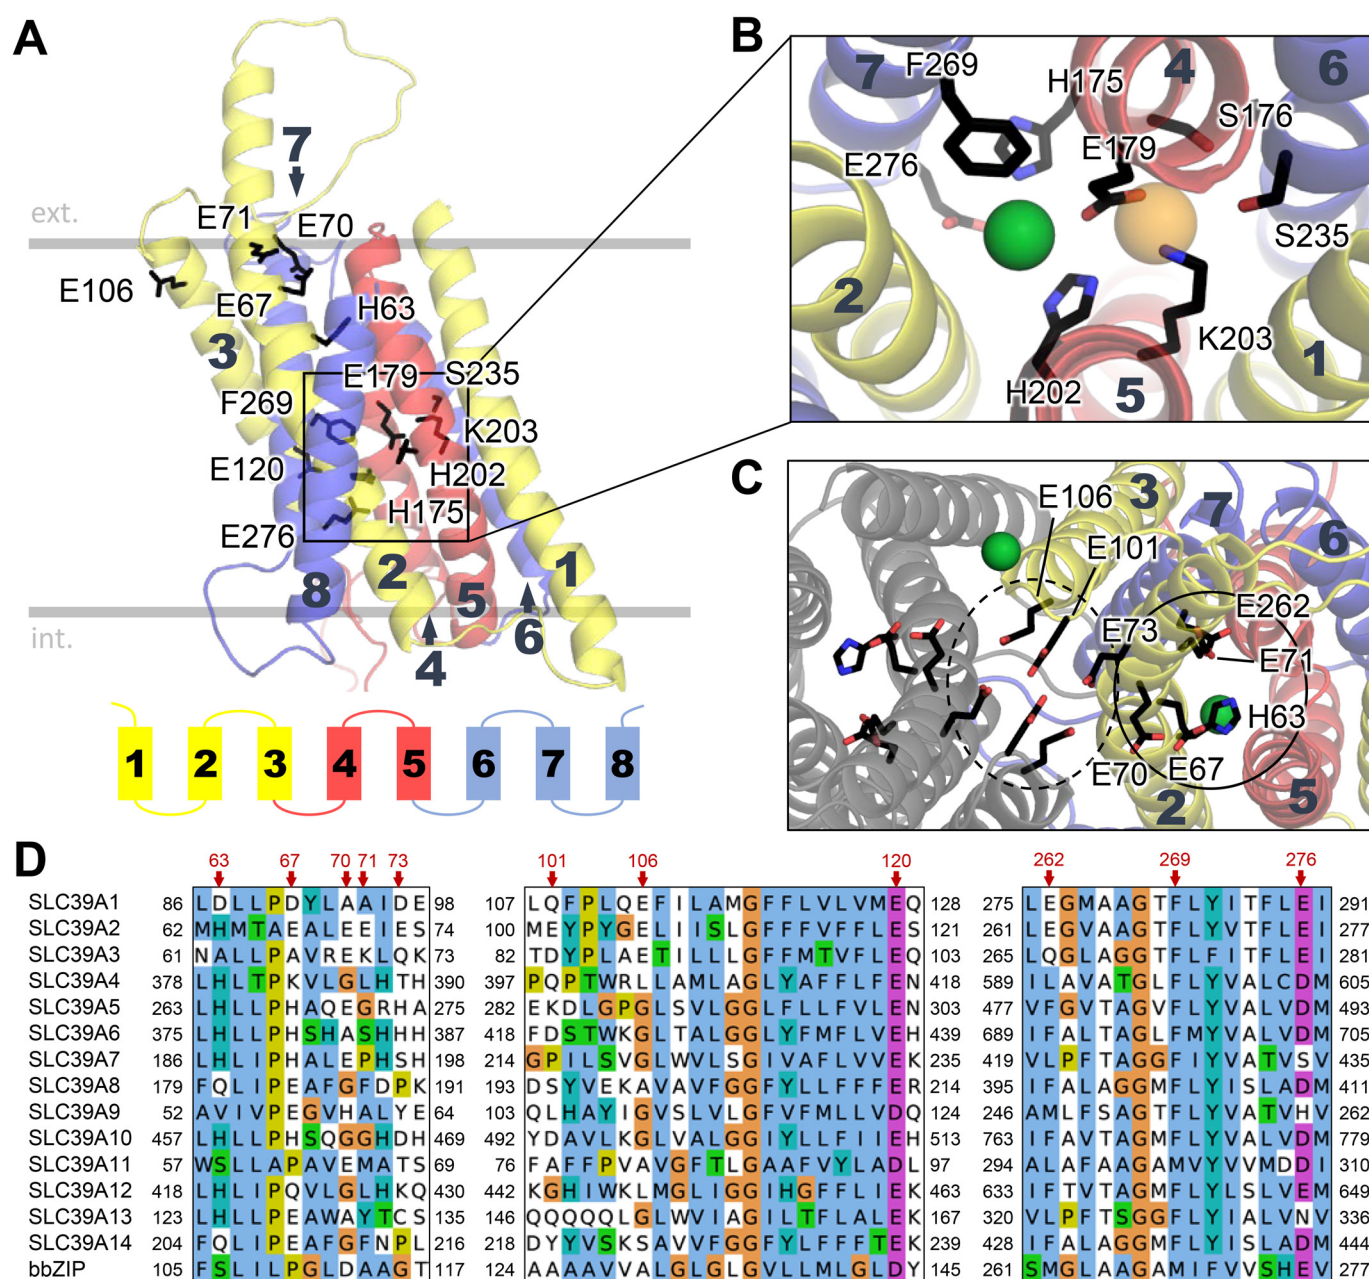 A
7
ext.
E71
E70
E106
E67
H63
3
E179
S235
F269
K203
E120
H202
H175
E276
2
1
8
5
int.
6
4
1 2 3 4 5 6 7 8
B
7
F269
H175
4
6
S176
E179
E276
S235
2
K203
1
H202
5
C
E106
3
7
E101
6
E262
E73
E71
H63
E70
E67
2
5
D
63 67 70 71 73 101 106 120 262 269 276
SLC39A1 86 LDLLPDYLAAIDE 98 107 LQFPLQEFILAMGFFLVLVMEQ 128 275 LEGMAAGTFLYITFLEI 291
SLC39A2 62 MHMTAEALEEIES 74 100 MEYPYGELIISLGFFFVFFLES 121 261 LEGVAAGTFLYVTFLEI 277
SLC39A3 61 NALLPAVREKLQK 73 82 TDYPLAETILLLGFFMTVFLEQ 103 265 LQGLAGGTFLFITFLEI 281
SLC39A4 378 LHLTPKVLGLHTH 390 397 PQPTWRLLAMLAGLYAFFLFEN 418 589 ILAVATGLFLYVALCDM 605
SLC39A5 263 LHLLPHAQEGRHA 275 282 EKDLGPGLSVLGGLFLLFVLEN 303 477 VFGVTAGVFLYVALVDM 493
SLC39A6 375 LHLLPHSHASHHH 387 418 FDSTWKGLTALGGLYFMFLVEH 439 689 IFALTAGLFMYVALVDM 705
SLC39A7 186 LHLIPHALEPHSH 198 214 GPILSVGLWVLSGIVAFLVVEK 235 419 VLPFTAGGFIYVATVSV 435
SLC39A8 179 FQLIPEAFGFDPK 191 193 DSYVEKAVAVFGGFYLLFFFER 214 395 IFALAGGMFLYISLADM 411
SLC39A9 52 AVIVPEGVHALYE 64 103 QLHAYIGVSLVLGFVFMLLVDQ 124 246 AMLFSAGTFLYVATVHV 262
SLC39A10 457 LHLLPHSQGGHDH 469 492 YDAVLKGLVALGGIYLLFIIEH 513 763 IFAVTAGMFLYVALVDM 779
SLC39A11 57 WSLLAPAVEMATS 69 76 FAFFPVAVGFTLGAAFVYLADL 97 294 ALAFAAGAMVYVVMDDI 310
SLC39A12 418 LHLIPQVLGLHKQ 430 442 KGHIWKLMGLIGGIHGFFLIEK 463 633 IFTVTAGMFLYLSLVEM 649
SLC39A13 123 LHLLPEAWAYTCS 135 146 QQQQQLGLWVIAGILTFLALEK 167 320 VLPFTSGGFLYIALVNV 336
SLC39A14 204 FQLIPEAFGFNPL 216 218 DYYVSKSAVVFGGFYLFFFTEK 239 428 IFALAGGMFLYISLADM 444
bbZIP 105 FSLILPGLDAAGT 117 124 AAAAVVALGLGLGVLLMLGLDY 145 261 SMGLAAGAMIFVVSHEV 277